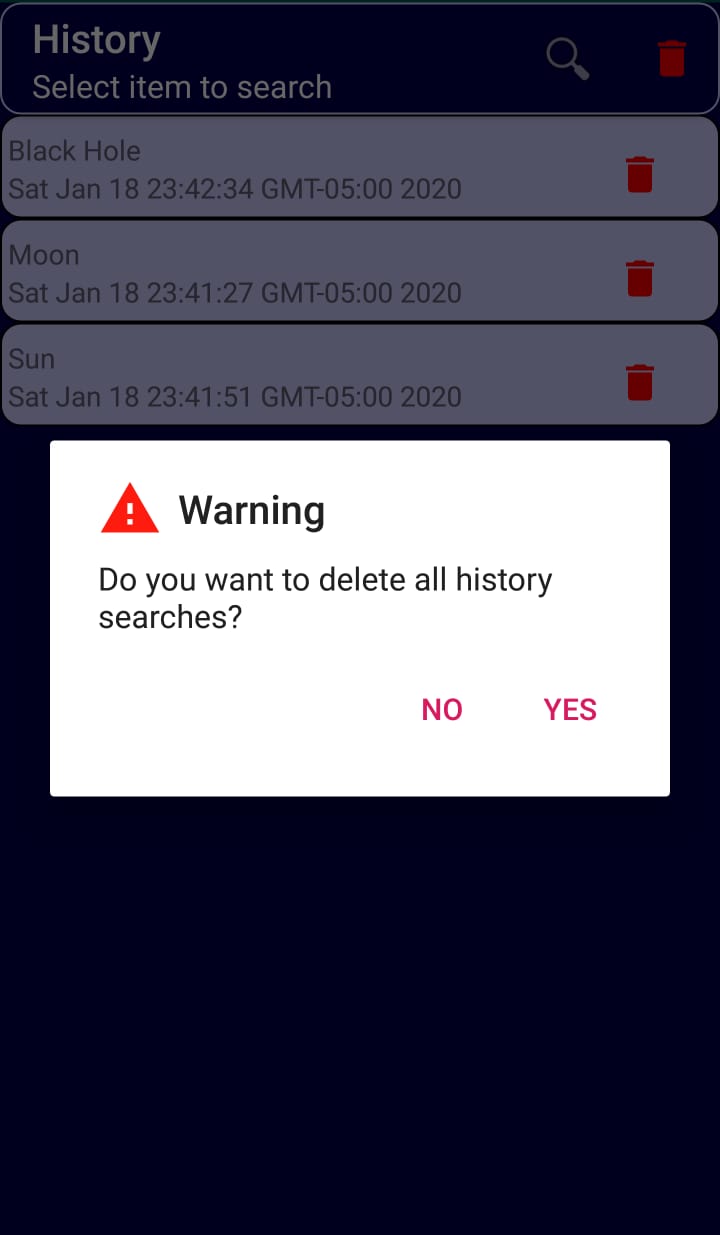 History
Select item to search
Black Hole
Sat Jan 18 23:42:34 GMT-05:00 2020
Moon
Sat Jan 18 23:41:27 GMT-05:00 2020
Sun
Sat Jan 18 23:41:51 GMT-05:00 2020
Warning
Do you want to delete all history
searches?
NO YES